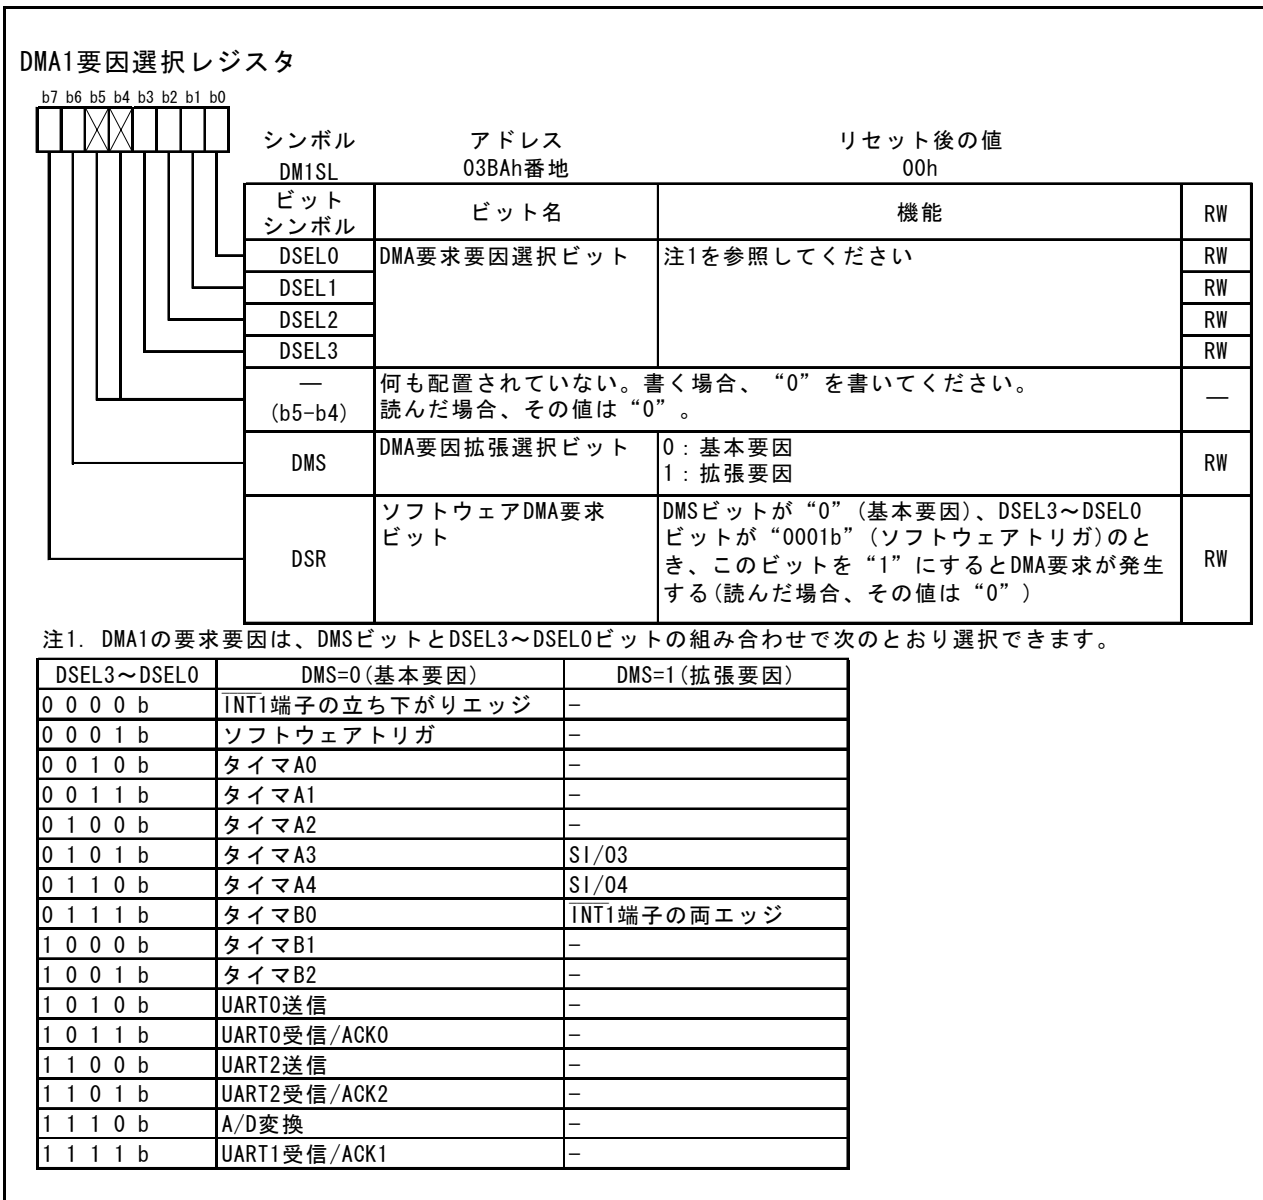 DMA1要因選択レジスタ
b7 b6 b5 b4 b3 b2 b1 b0
シンボル アドレス リセット後の値
DM1SL 03BAh番地 00h
ビット
シンボル ビット名 機能 RW
DSEL0 DMA要求要因選択ビット 注1を参照してください RW
DSEL1 RW
DSEL2 RW
DSEL3 RW
― 何も配置されていない。書く場合、“0”を書いてください。
(b5-b4) 読んだ場合、その値は“0”。 ―
DMS DMA要因拡張選択ビット 0：基本要因
1：拡張要因 RW
DSR ソフトウェアDMA要求
ビット DMSビットが“0”(基本要因)、DSEL3～DSEL0
ビットが“0001b”(ソフトウェアトリガ)のと
き、このビットを“1”にするとDMA要求が発生
する(読んだ場合、その値は“0”) RW
注1. DMA1の要求要因は、DMSビットとDSEL3～DSEL0ビットの組み合わせで次のとおり選択できます。
DSEL3～DSEL0 DMS=0(基本要因) DMS=1(拡張要因)
0 0 0 0 b INT1端子の立ち下がりエッジ −
0 0 0 1 b ソフトウェアトリガ −
0 0 1 0 b タイマA0 −
0 0 1 1 b タイマA1 −
0 1 0 0 b タイマA2 −
0 1 0 1 b タイマA3 SI/O3
0 1 1 0 b タイマA4 SI/O4
0 1 1 1 b タイマB0 INT1端子の両エッジ
1 0 0 0 b タイマB1 −
1 0 0 1 b タイマB2 −
1 0 1 0 b UART0送信 −
1 0 1 1 b UART0受信/ACK0 −
1 1 0 0 b UART2送信 −
1 1 0 1 b UART2受信/ACK2 −
1 1 1 0 b A/D変換 −
1 1 1 1 b UART1受信/ACK1 −